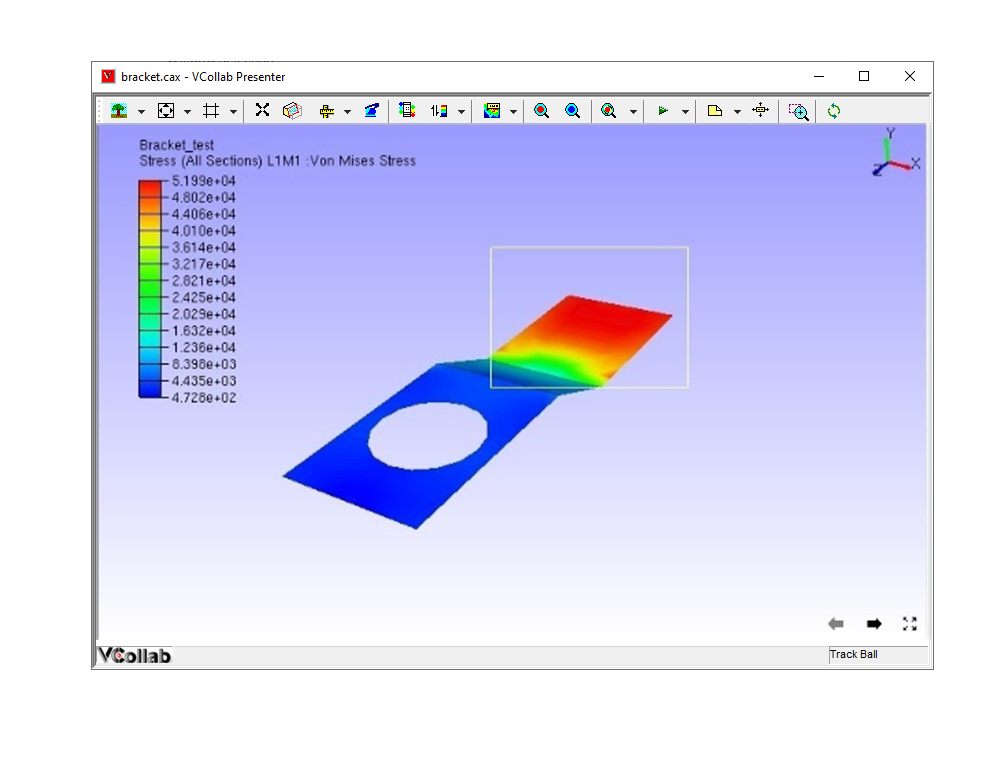 bracket.cax - VCollab Presenter
Bracket_test
Stress (All Sections) L1M1 :Von Mises Stress
5.199e+04
4.802e+04
4.406e+04
4.010e+04
3.614e+04
3.217e+04
2.821e+04
2.425e+04
2.029e+04
1.632e+04
1.236e+04
8.398e+03
4.435e+03
4.728e+02
Y
X
Z
VCollab
Track Ball